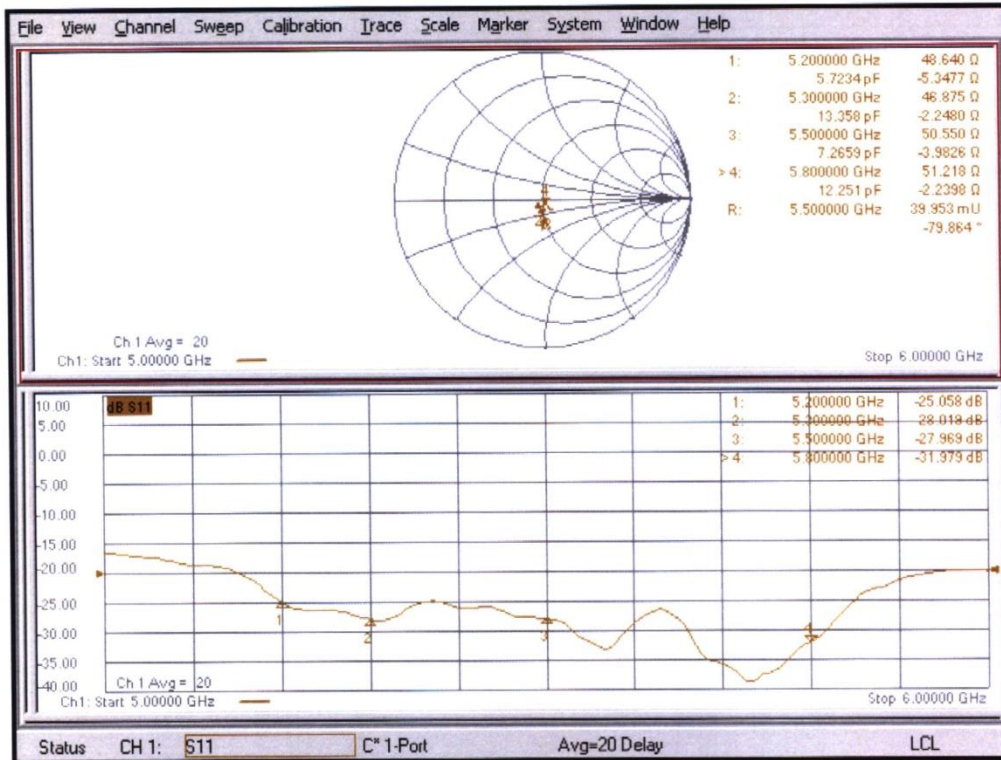 File View Channel Sweep Calibration Trace Scale Marker System Window Help
1: 5.200000 GHz 48.640 Ω
5.7234 pF -5.3477 Ω
2: 5.300000 GHz 46.875 Ω
13.358 pF -2.2480 Ω
3: 5.500000 GHz 50.550 Ω
7.2659 pF -3.9826 Ω
> 4: 5.800000 GHz 51.218 Ω
12.251 pF -2.2398 Ω
R: 5.500000 GHz 39.953 mU
-79.864 °
Ch 1 Avg = 20
Ch1: Start 5.00000 GHz
Stop 6.00000 GHz
10.00
5.00
0.00
-5.00
-10.00
-15.00
-20.00
-25.00
-30.00
-35.00
-40.00
dB S11
1: 5.200000 GHz -25.058 dB
2: 5.300000 GHz -28.019 dB
3: 5.500000 GHz -27.969 dB
> 4: 5.800000 GHz -31.979 dB
1
2
3
4
Ch 1 Avg = 20
Ch1: Start 5.00000 GHz
Stop 6.00000 GHz
Status CH 1: S11 C* 1-Port Avg=20 Delay LCL